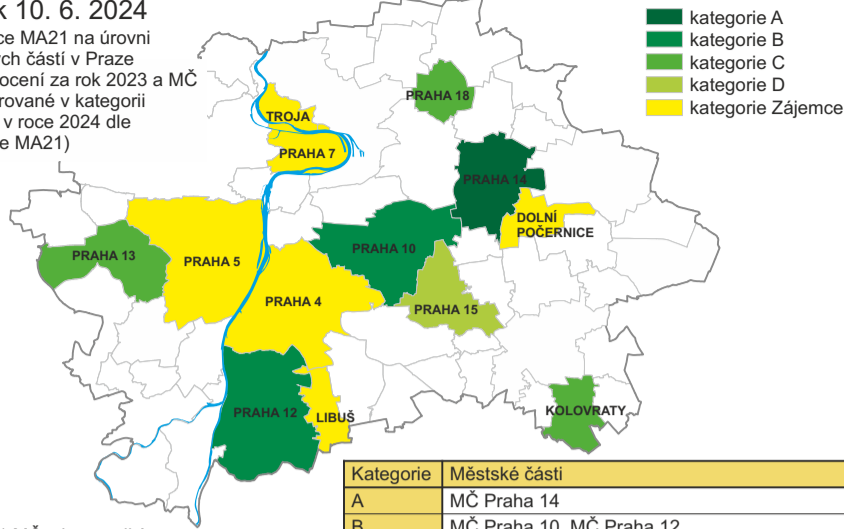 k 10. 6. 2024
ce MA21 na úrovni
ých částí v Praze
ocení za rok 2023 a MČ
rované v kategorii
v roce 2024 dle
e MA21)
kategorie A
kategorie B
kategorie C
kategorie D
kategorie Zájemce
PRAHA 18
TROJA
PRAHA 7
PRAHA 14
DOLNÍ
POČERNICE
PRAHA 10
PRAHA 13
PRAHA 5
PRAHA 4
PRAHA 15
PRAHA 12
LIBUŠ
KOLOVRATY
Kategorie Městské části
A MČ Praha 14
B MČ Praha 10, MČ Praha 12